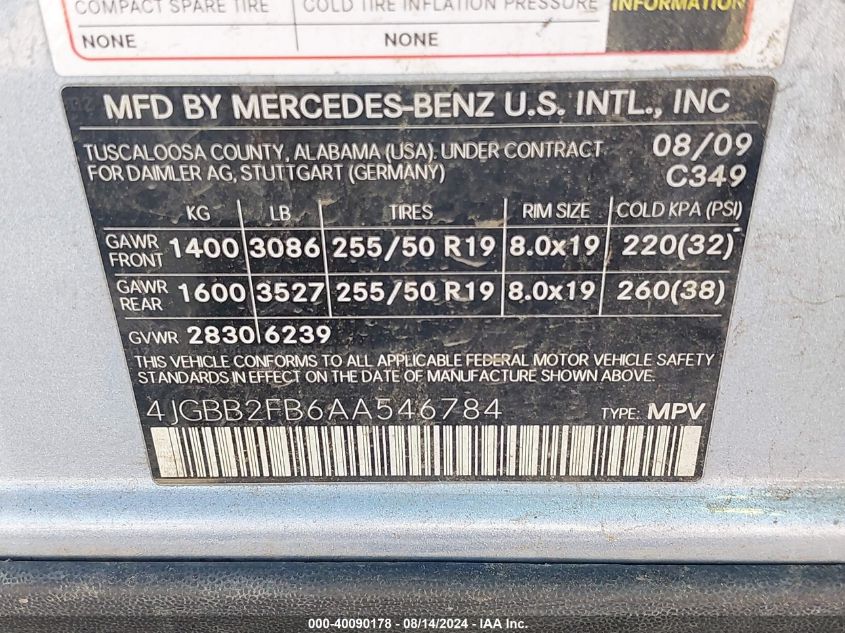 COMPACT SPARE TIRE COLD TIRE INFLATION PRESSURE INFORMATION
NONE NONE
MFD BY MERCEDES-BENZ U.S. INTL., INC
TUSCALOOSA COUNTY, ALABAMA (USA), UNDER CONTRACT 08/09
FOR DAIMLER AG, STUTTGART (GERMANY) C349
KG LB TIRES RIM SIZE COLD KPA (PSI)
GAWR FRONT 1400 3086 255/50 R19 8.0x19 220(32)
GAWR REAR 1600 3527 255/50 R19 8.0x19 260(38)
GVWR 2830 6239
THIS VEHICLE CONFORMS TO ALL APPLICABLE FEDERAL MOTOR VEHICLE SAFETY
STANDARDS IN EFFECT ON THE DATE OF MANUFACTURE SHOWN ABOVE.
4JGBB2FB6AA546784 TYPE: MPV
000-40090178 - 08/14/2024 - IAA Inc.